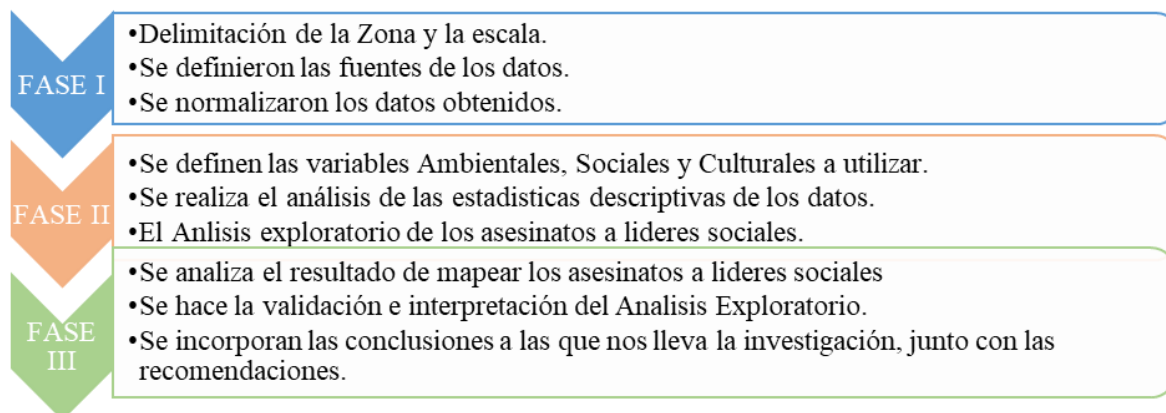 FASE I
•Delimitación de la Zona y la escala.
•Se definieron las fuentes de los datos.
•Se normalizaron los datos obtenidos.
FASE II
•Se definen las variables Ambientales, Sociales y Culturales a utilizar.
•Se realiza el análisis de las estadisticas descriptivas de los datos.
•El Anlisis exploratorio de los asesinatos a lideres sociales.
FASE
III
•Se analiza el resultado de mapear los asesinatos a lideres sociales
•Se hace la validación e interpretación del Analisis Exploratorio.
•Se incorporan las conclusiones a las que nos lleva la investigación, junto con las
recomendaciones.